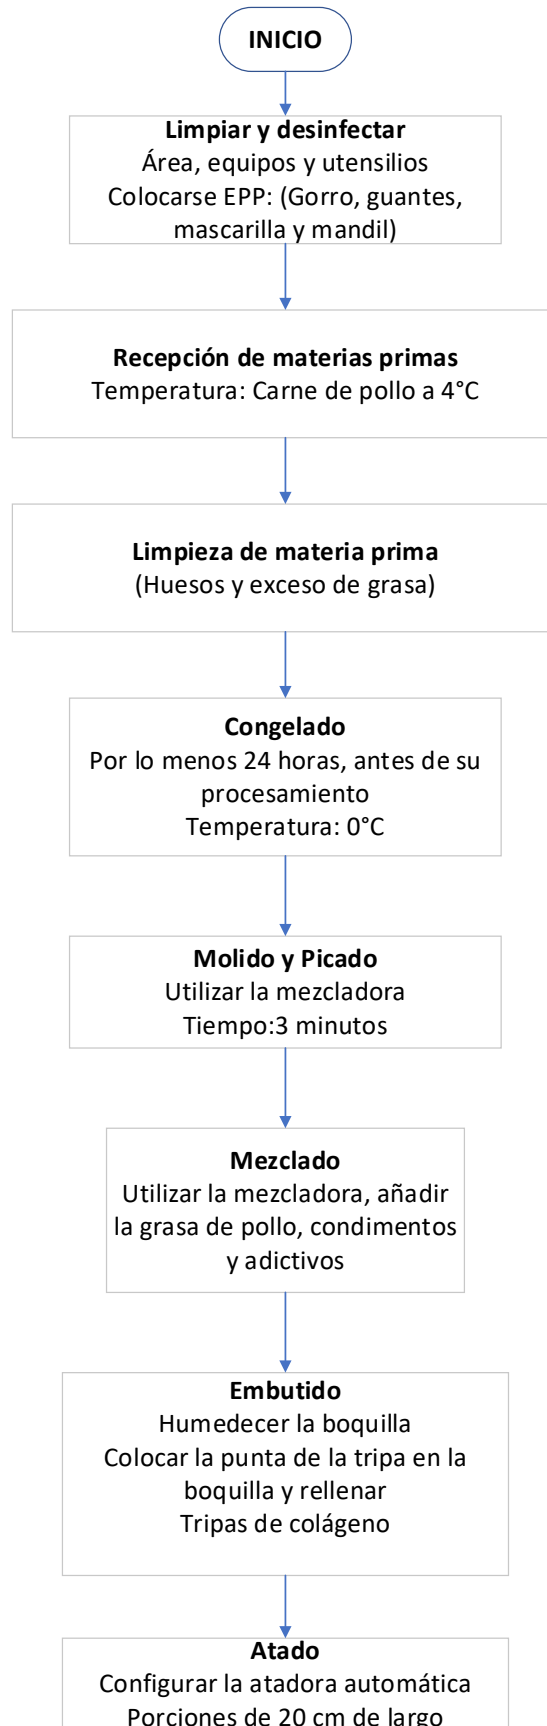 INICIO
Limpiar y desinfectar
Área, equipos y utensilios
Colocarse EPP: (Gorro, guantes,
mascarilla y mandil)
Recepción de materias primas
Temperatura: Carne de pollo a 4°C
Limpieza de materia prima
(Huesos y exceso de grasa)
Congelado
Por lo menos 24 horas, antes de su
procesamiento
Temperatura: 0°C
Molido y Picado
Utilizar la mezcladora
Tiempo:3 minutos
Mezclado
Utilizar la mezcladora, añadir
la grasa de pollo, condimentos
y adictivos
Embutido
Humedecer la boquilla
Colocar la punta de la tripa en la
boquilla y rellenar
Tripas de colágeno
Atado
Configurar la atadora automática
Porciones de 20 cm de largo